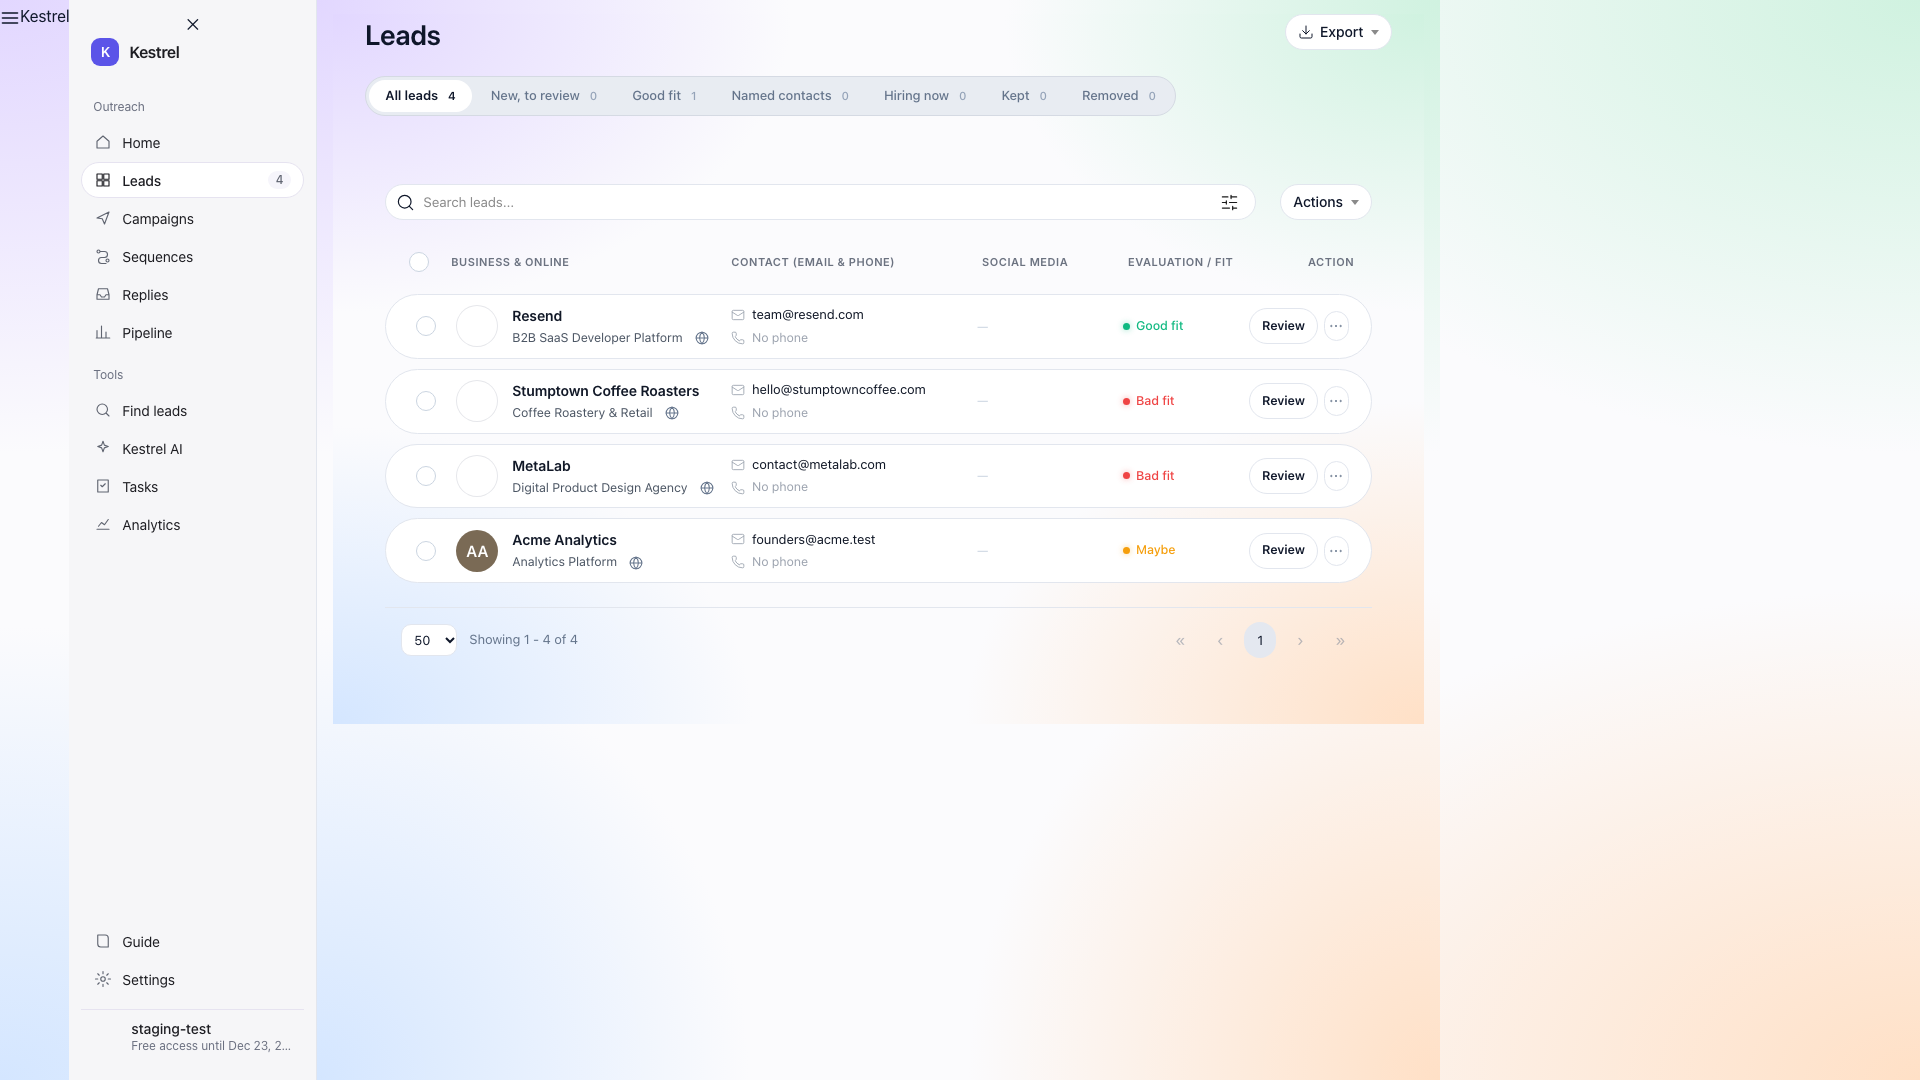 Kestrel
K Kestrel
Outreach
Home
Leads 4
Campaigns
Sequences
Replies
Pipeline
Tools
Find leads
Kestrel AI
Tasks
Analytics
Guide
Settings
staging-test
Free access until Dec 23, 2...
Leads
Export
All leads 4 New, to review 0 Good fit 1 Named contacts 0 Hiring now 0 Kept 0 Removed 0
Search leads...
Actions
BUSINESS & ONLINE CONTACT (EMAIL & PHONE) SOCIAL MEDIA EVALUATION / FIT ACTION
Resend
B2B SaaS Developer Platform
team@resend.com
No phone
—
Good fit
Review
Stumptown Coffee Roasters
Coffee Roastery & Retail
hello@stumptowncoffee.com
No phone
—
Bad fit
Review
MetaLab
Digital Product Design Agency
contact@metalab.com
No phone
—
Bad fit
Review
AA
Acme Analytics
Analytics Platform
founders@acme.test
No phone
—
Maybe
Review
50 Showing 1 - 4 of 4
« ‹ 1 › »